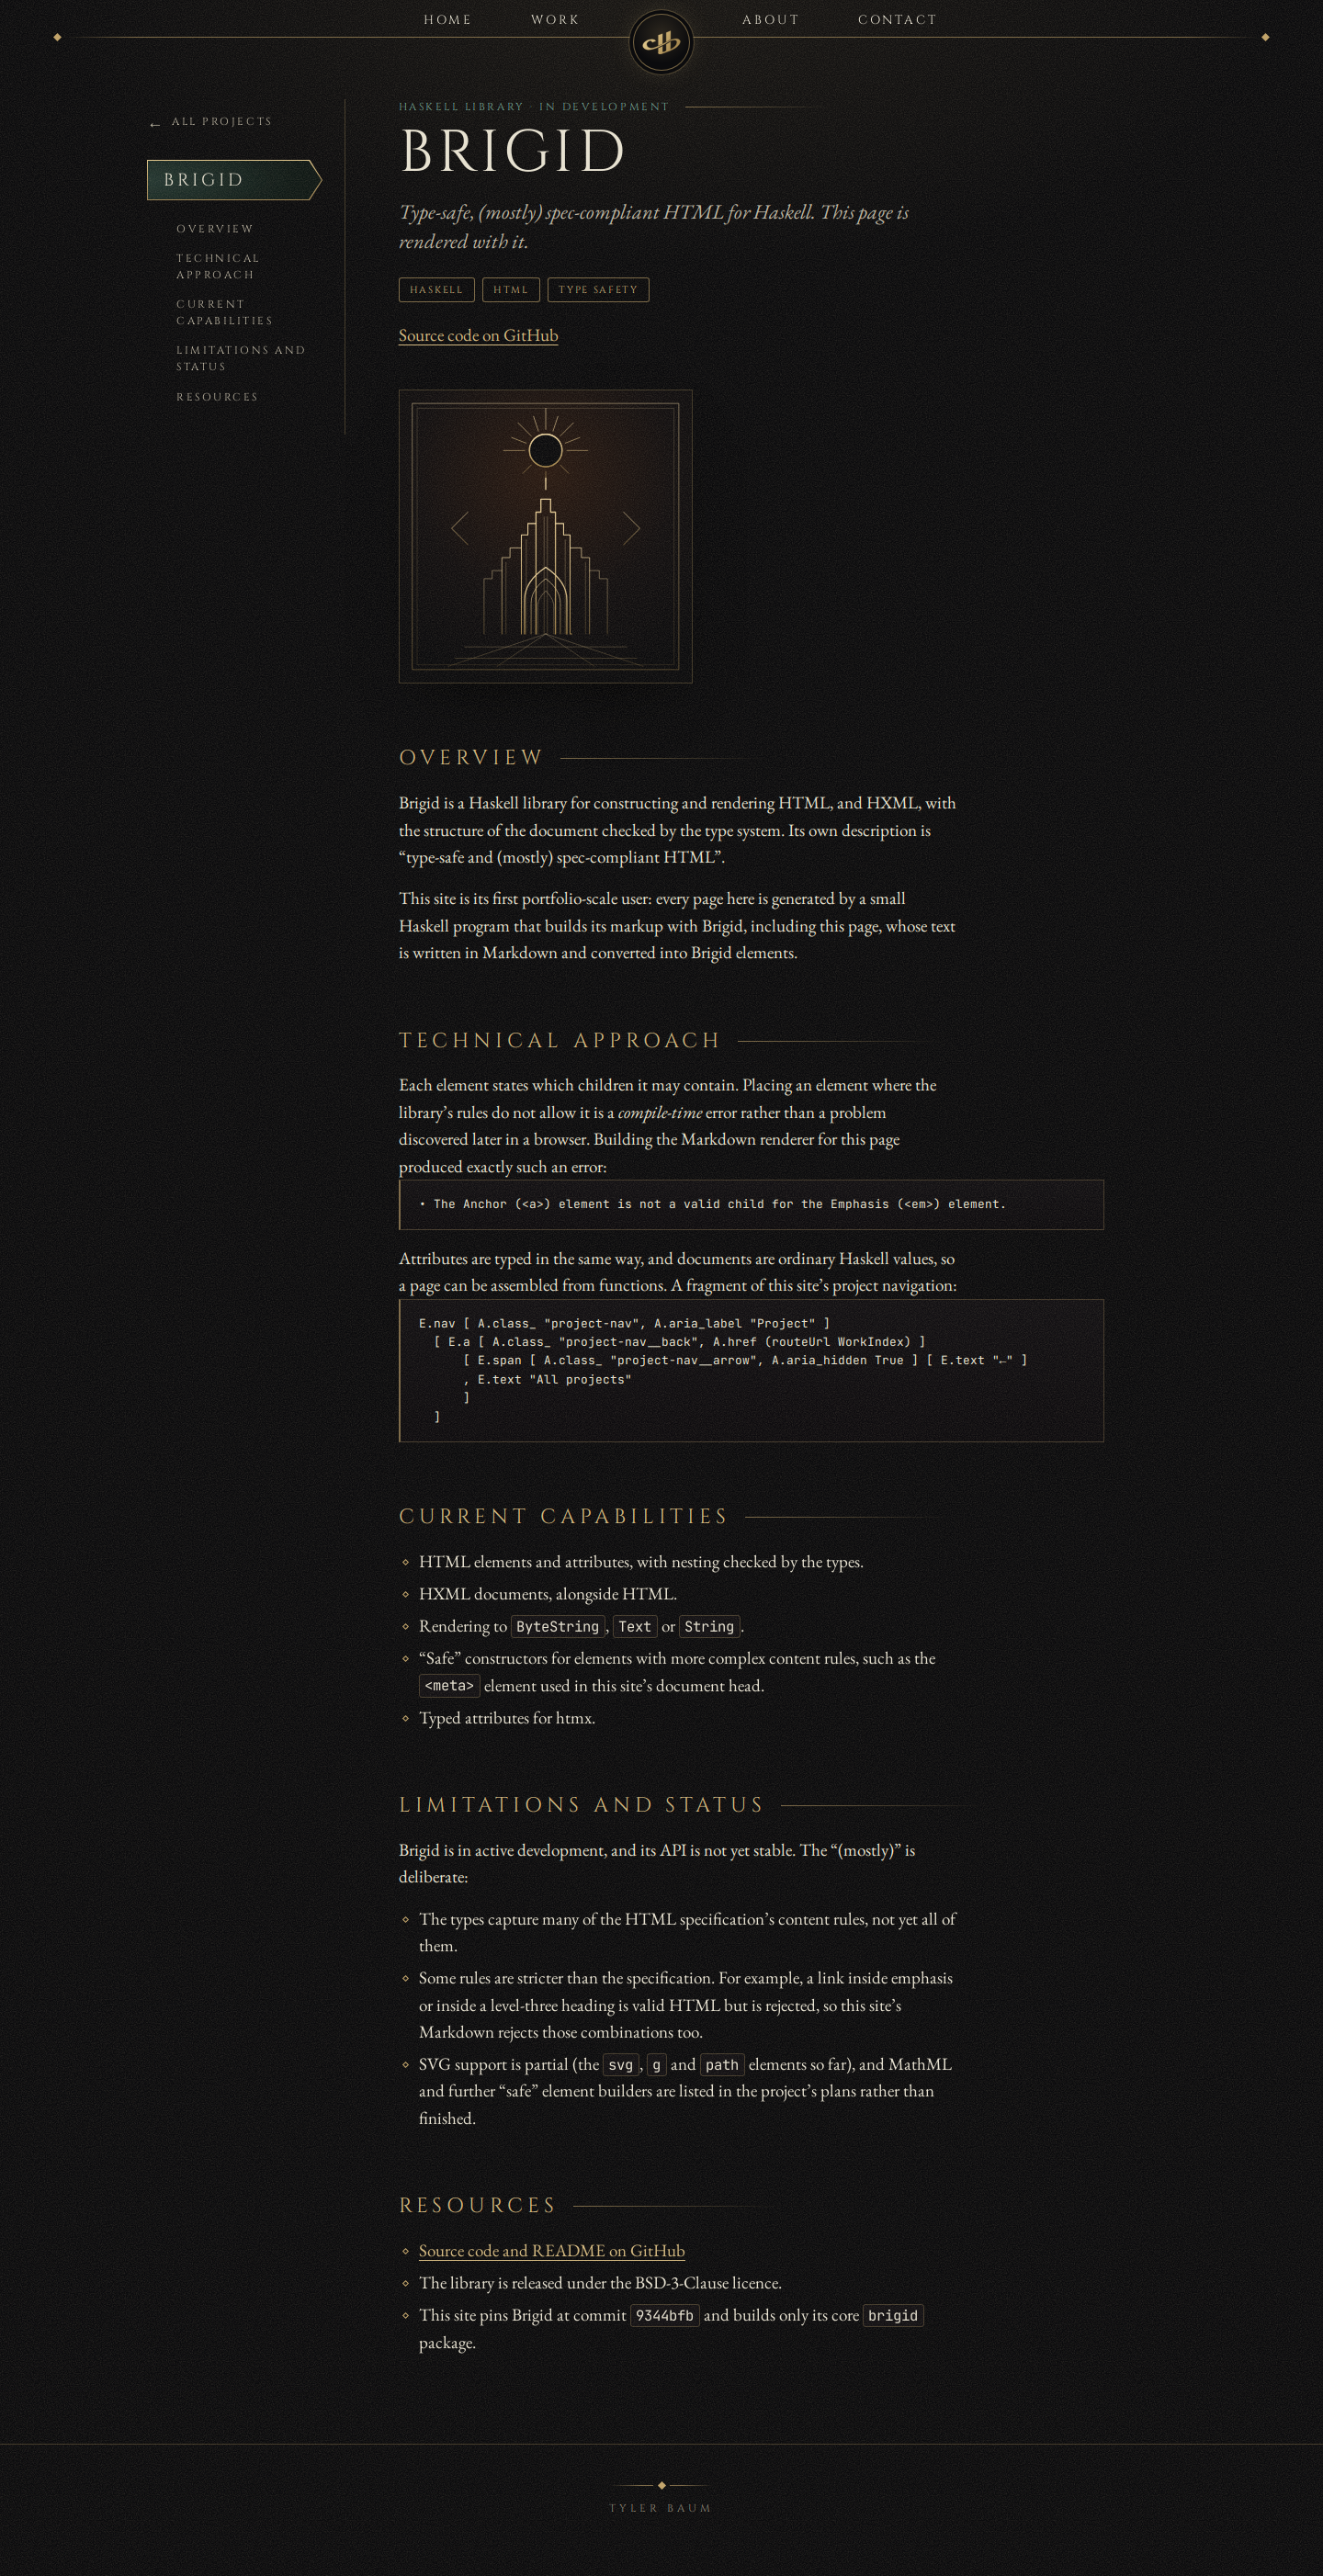 HOME WORK ABOUT CONTACT
← ALL PROJECTS
BRIGID
OVERVIEW
TECHNICAL
APPROACH
CURRENT
CAPABILITIES
LIMITATIONS AND
STATUS
RESOURCES
HASKELL LIBRARY · IN DEVELOPMENT
BRIGID
Type-safe, (mostly) spec-compliant HTML for Haskell. This page is
rendered with it.
HASKELL HTML TYPE SAFETY
Source code on GitHub
OVERVIEW
Brigid is a Haskell library for constructing and rendering HTML, and HXML, with
the structure of the document checked by the type system. Its own description is
“type-safe and (mostly) spec-compliant HTML”.
This site is its first portfolio-scale user: every page here is generated by a small
Haskell program that builds its markup with Brigid, including this page, whose text
is written in Markdown and converted into Brigid elements.
TECHNICAL APPROACH
Each element states which children it may contain. Placing an element where the
library’s rules do not allow it is a compile-time error rather than a problem
discovered later in a browser. Building the Markdown renderer for this page
produced exactly such an error:
• The Anchor (<a>) element is not a valid child for the Emphasis (<em>) element.
Attributes are typed in the same way, and documents are ordinary Haskell values, so
a page can be assembled from functions. A fragment of this site’s project navigation:
E.nav [ A.class_ "project-nav", A.aria_label "Project" ]
  [ E.a [ A.class_ "project-nav__back", A.href (routeUrl WorkIndex) ]
      [ E.span [ A.class_ "project-nav__arrow", A.aria_hidden True ] [ E.text "←" ]
      , E.text "All projects"
      ]
  ]
CURRENT CAPABILITIES
HTML elements and attributes, with nesting checked by the types.
HXML documents, alongside HTML.
Rendering to ByteString, Text or String.
“Safe” constructors for elements with more complex content rules, such as the
<meta> element used in this site’s document head.
Typed attributes for htmx.
LIMITATIONS AND STATUS
Brigid is in active development, and its API is not yet stable. The “(mostly)” is
deliberate:
The types capture many of the HTML specification’s content rules, not yet all of
them.
Some rules are stricter than the specification. For example, a link inside emphasis
or inside a level-three heading is valid HTML but is rejected, so this site’s
Markdown rejects those combinations too.
SVG support is partial (the svg, g and path elements so far), and MathML
and further “safe” element builders are listed in the project’s plans rather than
finished.
RESOURCES
Source code and README on GitHub
The library is released under the BSD-3-Clause licence.
This site pins Brigid at commit 9344bfb and builds only its core brigid
package.
TYLER BAUM